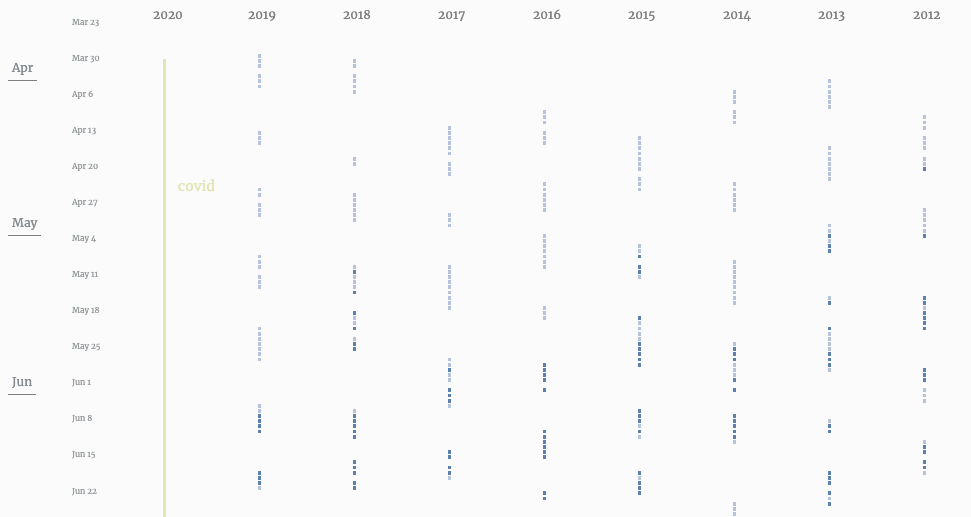 2020 2019 2018 2017 2016 2015 2014 2013 2012
Mar 23
Mar 30
Apr
Apr 6
Apr 13
Apr 20
covid
Apr 27
May
May 4
May 11
May 18
May 25
Jun
Jun 1
Jun 8
Jun 15
Jun 22